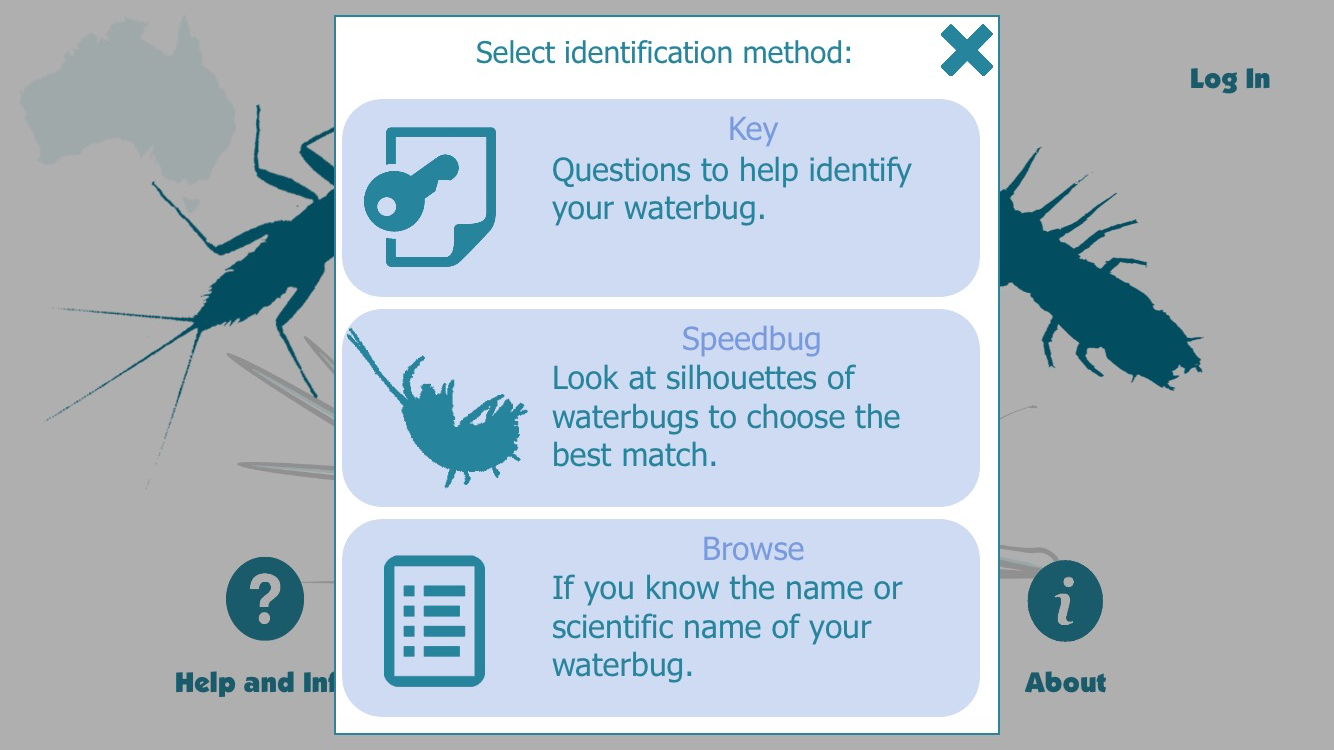 Select identification method:
Log In
Key
Questions to help identify
your waterbug.
Speedbug
Look at silhouettes of
waterbugs to choose the
best match.
Browse
If you know the name or
scientific name of your
waterbug.
Help and Inf
About